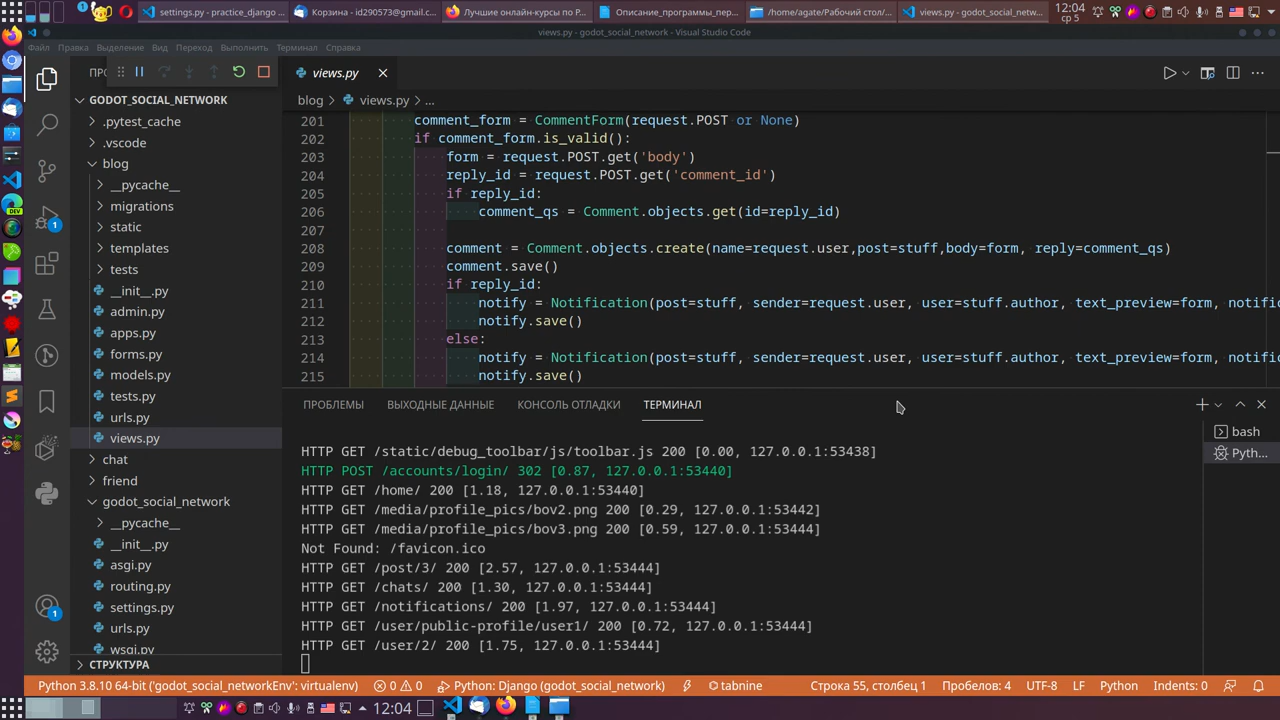 settings.py - practice_django ...
Корзина - id290573@gmail.c...
Лучшие онлайн-курсы по P...
Описание_программы_пер...
/home/agate/Рабочий стол/...
views.py - godot_social_netw...
12:04
ср 5
views.py - godot_social_network - Visual Studio Code
Файл Правка Выделение Вид Переход Выполнить Терминал Справка
ПРО
views.py
GODOT_SOCIAL_NETWORK
.pytest_cache
.vscode
blog
__pycache__
migrations
static
templates
tests
__init__.py
admin.py
apps.py
forms.py
models.py
tests.py
urls.py
views.py
chat
friend
godot_social_network
__pycache__
__init__.py
asgi.py
routing.py
settings.py
urls.py
wsgi.py
СТРУКТУРА
DEV
1
1
blog > views.py > ...
201 comment_form = CommentForm(request.POST or None)
202 if comment_form.is_valid():
203 form = request.POST.get('body')
204 reply_id = request.POST.get('comment_id')
205 if reply_id:
206 comment_qs = Comment.objects.get(id=reply_id)
207
208 comment = Comment.objects.create(name=request.user,post=stuff,body=form, reply=comment_qs)
209 comment.save()
210 if reply_id:
211 notify = Notification(post=stuff, sender=request.user, user=stuff.author, text_preview=form, notific
212 notify.save()
213 else:
214 notify = Notification(post=stuff, sender=request.user, user=stuff.author, text_preview=form, notific
215 notify.save()
ПРОБЛЕМЫ ВЫХОДНЫЕ ДАННЫЕ КОНСОЛЬ ОТЛАДКИ ТЕРМИНАЛ
bash
Pyth...
HTTP GET /static/debug_toolbar/js/toolbar.js 200 [0.00, 127.0.0.1:53438]
HTTP POST /accounts/login/ 302 [0.87, 127.0.0.1:53440]
HTTP GET /home/ 200 [1.18, 127.0.0.1:53440]
HTTP GET /media/profile_pics/bov2.png 200 [0.29, 127.0.0.1:53442]
HTTP GET /media/profile_pics/bov3.png 200 [0.59, 127.0.0.1:53444]
Not Found: /favicon.ico
HTTP GET /post/3/ 200 [2.57, 127.0.0.1:53444]
HTTP GET /chats/ 200 [1.30, 127.0.0.1:53444]
HTTP GET /notifications/ 200 [1.97, 127.0.0.1:53444]
HTTP GET /user/public-profile/user1/ 200 [0.72, 127.0.0.1:53444]
HTTP GET /user/2/ 200 [1.75, 127.0.0.1:53444]
Python 3.8.10 64-bit ('godot_social_networkEnv': virtualenv) 0 0 Python: Django (godot_social_network) tabnine Строка 55, столбец 1 Пробелов: 4 UTF-8 LF Python Indents: 0
12:04